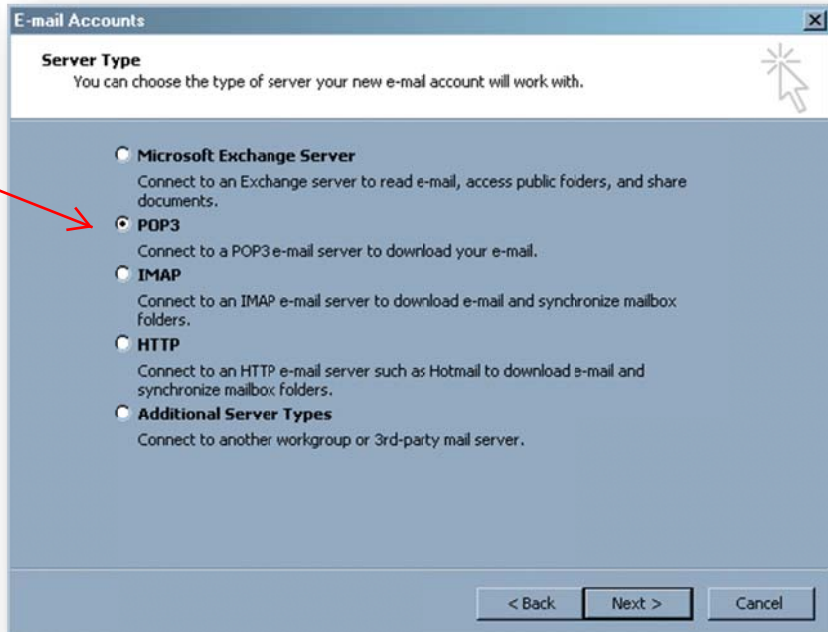 E-mail Accounts
Server Type
You can choose the type of server your new e-mal account will work with.
Microsoft Exchange Server
Connect to an Exchange server to read e-mail, access public folders, and share
documents.
POP3
Connect to a POP3 e-mail server to download your e-mail.
IMAP
Connect to an IMAP e-mail server to download e-mail and synchronize mailbox
folders.
HTTP
Connect to an HTTP e-mail server such as Hotmail to download e-mail and
synchronize mailbox folders.
Additional Server Types
Connect to another workgroup or 3rd-party mail server.
< Back
Next >
Cancel